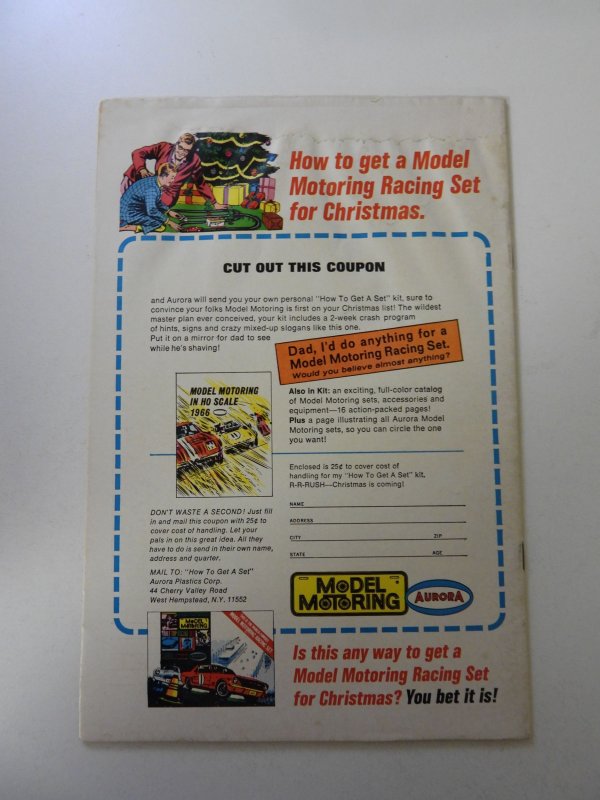 How to get a Model
Motoring Racing Set
for Christmas.
CUT OUT THIS COUPON
and Aurora will send you your own personal "How To Get A Set" kit, sure to
convince your folks Model Motoring is first on your Christmas list! The wildest
master plan ever conceived, your kit includes a 2-week crash program
of hints, signs and crazy mixed-up slogans like this one.
Put it on a mirror for dad to see
while he's shaving!
Dad, I'd do anything for a
Model Motoring Racing Set.
Would you believe almost anything?
MODEL MOTORING
IN HO SCALE
1966
Also in Kit: an exciting, full-color catalog
of Model Motoring sets, accessories and
equipment—16 action-packed pages!
Plus a page illustrating all Aurora Model
Motoring sets, so you can circle the one
you want!
Enclosed is 25¢ to cover cost of
handling for my "How To Get A Set" kit.
R-R-RUSH—Christmas is coming!
NAME
ADDRESS
CITY ZIP
STATE AGE
DON'T WASTE A SECOND! Just fill
in and mail this coupon with 25¢ to
cover cost of handling. Let your
pals in on this great idea. All they
have to do is send in their own name,
address and quarter.
MAIL TO: "How To Get A Set"
Aurora Plastics Corp.
44 Cherry Valley Road
West Hempstead, N.Y. 11552
MODEL
MOTORING
AURORA
MODEL
MOTORING
Is this any way to get a
Model Motoring Racing Set
for Christmas? You bet it is!